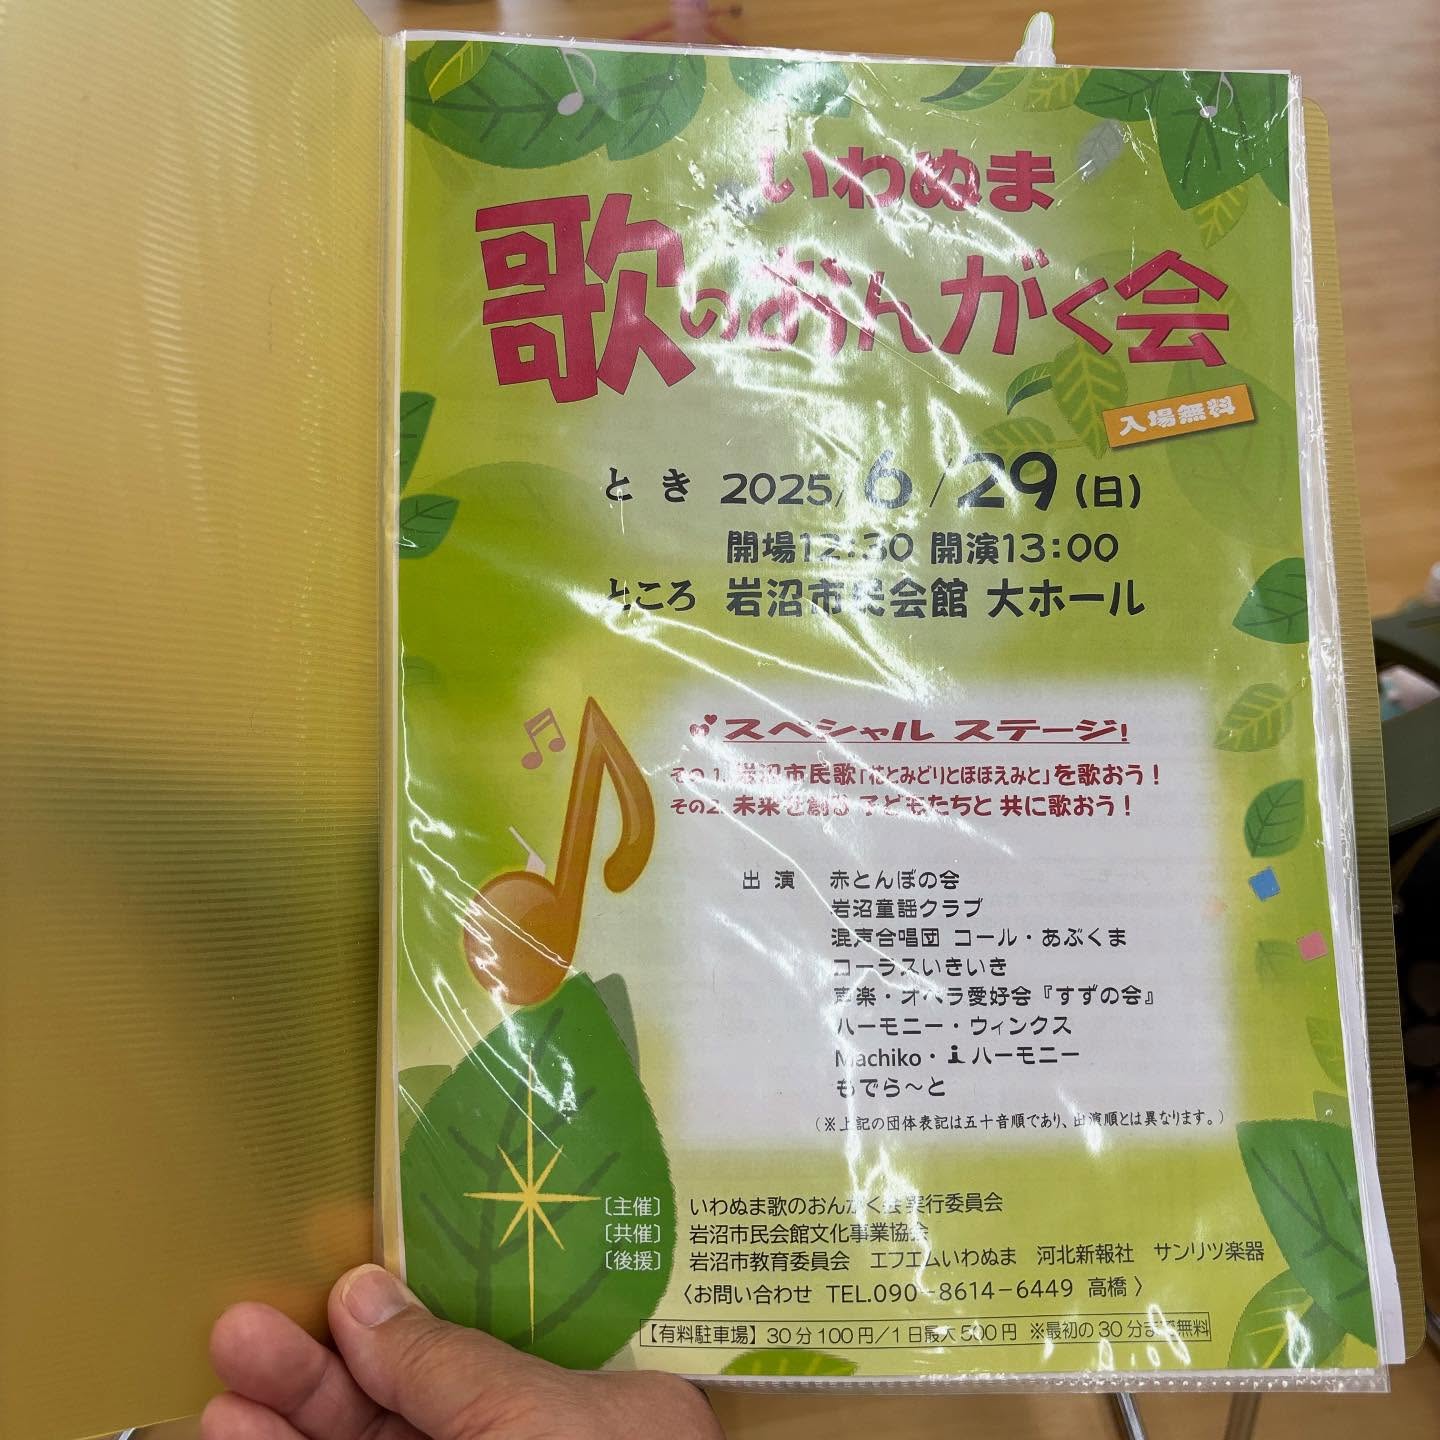 いわぬま
歌のおんがく会
入場無料
とき 2025/6/29(日)
開場12:30 開演13:00
ところ 岩沼市民会館 大ホール
スペシャル ステージ!
その1. 岩沼市民歌「花とみどりとほほえみと」を歌おう!
その2. 未来を創る 子どもたちと 共に歌おう!
出演 赤とんぼの会
岩沼童謡クラブ
混声合唱団 コール・あぶくま
コーラスいきいき
声楽・オペラ愛好会『すずの会』
ハーモニー・ウィンクス
Machiko・iハーモニー
もでら〜と
(※上記の団体表記は五十音順であり、出演順とは異なります。)
〔主催〕 いわぬま歌のおんがく会実行委員会
〔共催〕 岩沼市民会館文化事業協会
〔後援〕 岩沼市教育委員会 エフエムいわぬま 河北新報社 サンリツ楽器
〈お問い合わせ TEL.090-8614-6449 高橋〉
【有料駐車場】30分100円/1日最大500円 ※最初の30分まで無料